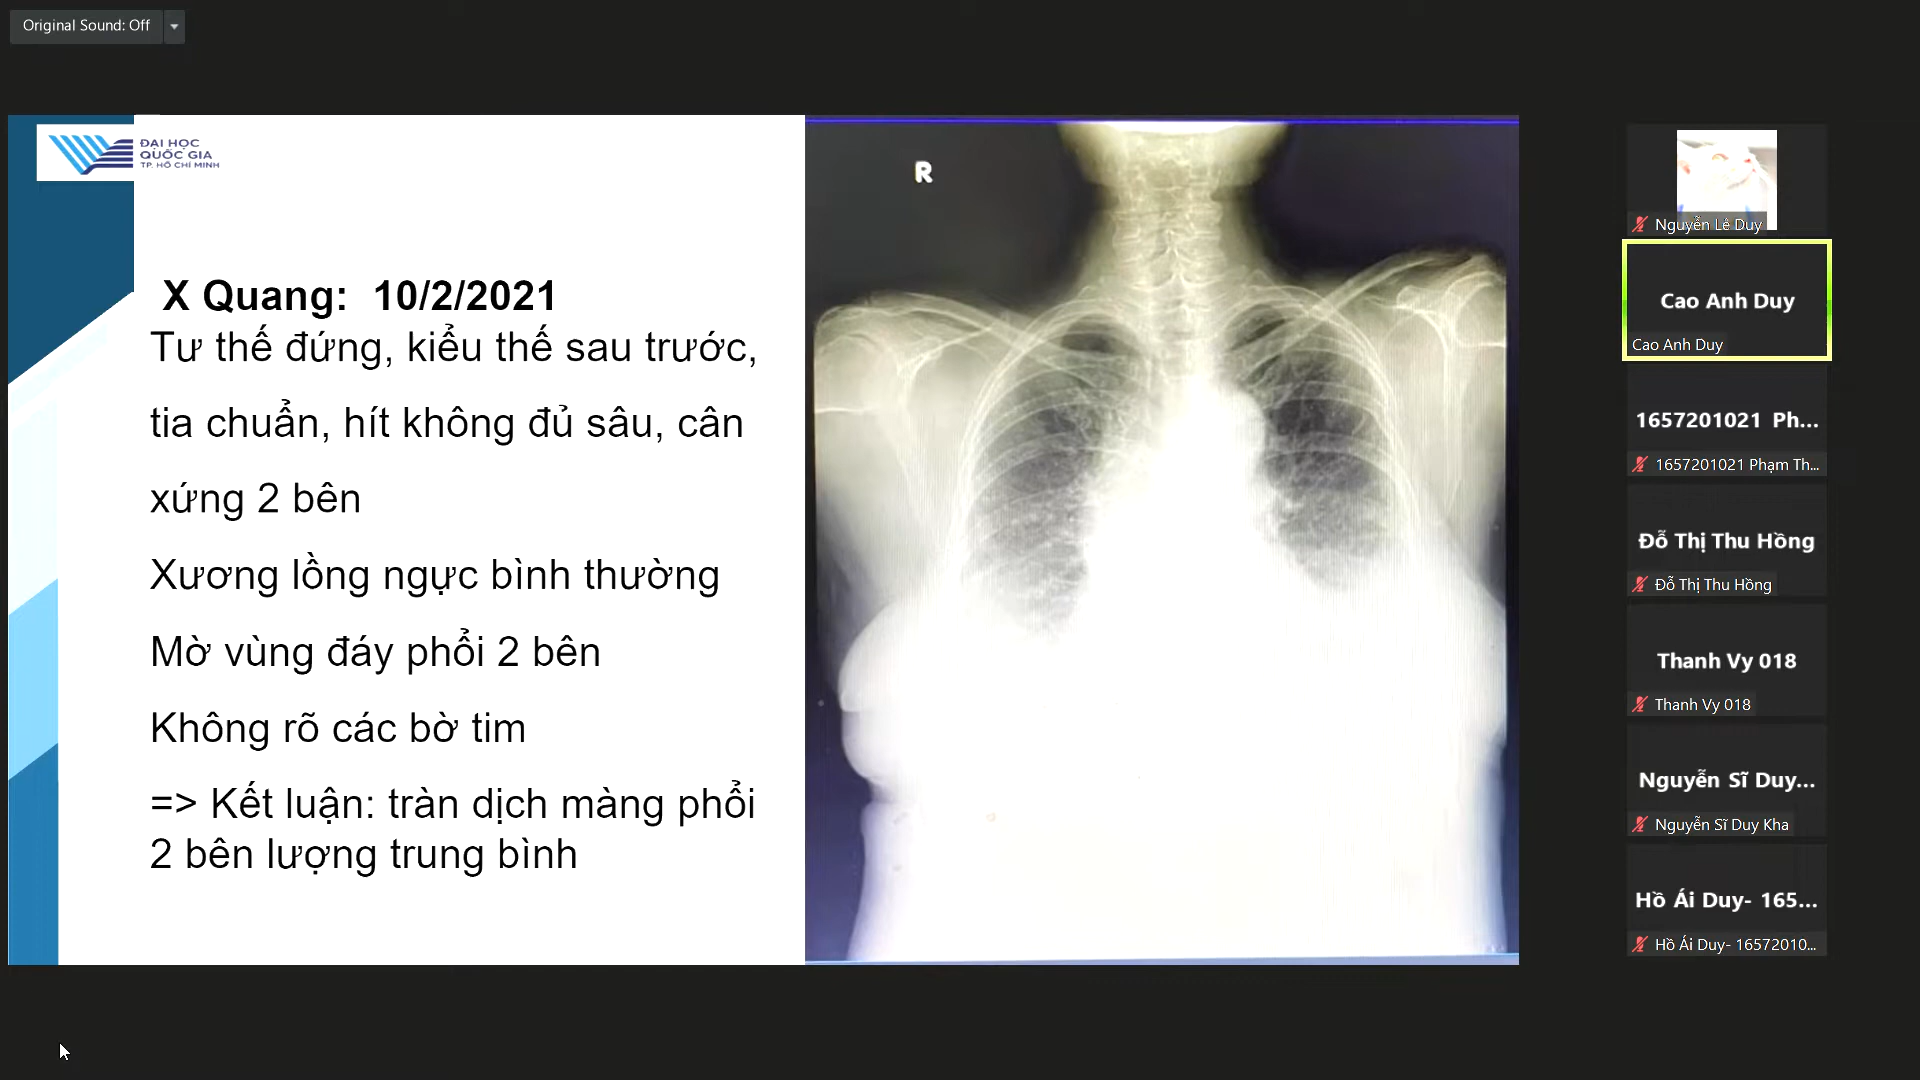 Original Sound: Off
ĐẠI HỌC
QUỐC GIA
TP. HỒ CHÍ MINH
X Quang: 10/2/2021
Tư thế đứng, kiểu thế sau trước,
tia chuẩn, hít không đủ sâu, cân
xứng 2 bên
Xương lồng ngực bình thường
Mờ vùng đáy phổi 2 bên
Không rõ các bờ tim
=> Kết luận: tràn dịch màng phổi
2 bên lượng trung bình
R
Nguyễn Lê Duy
Cao Anh Duy
Cao Anh Duy
1657201021 Ph...
1657201021 Phạm Th...
Đỗ Thị Thu Hồng
Đỗ Thị Thu Hồng
Thanh Vy 018
Thanh Vy 018
Nguyễn Sĩ Duy...
Nguyễn Sĩ Duy Kha
Hồ Ái Duy- 165...
Hồ Ái Duy- 16572010...